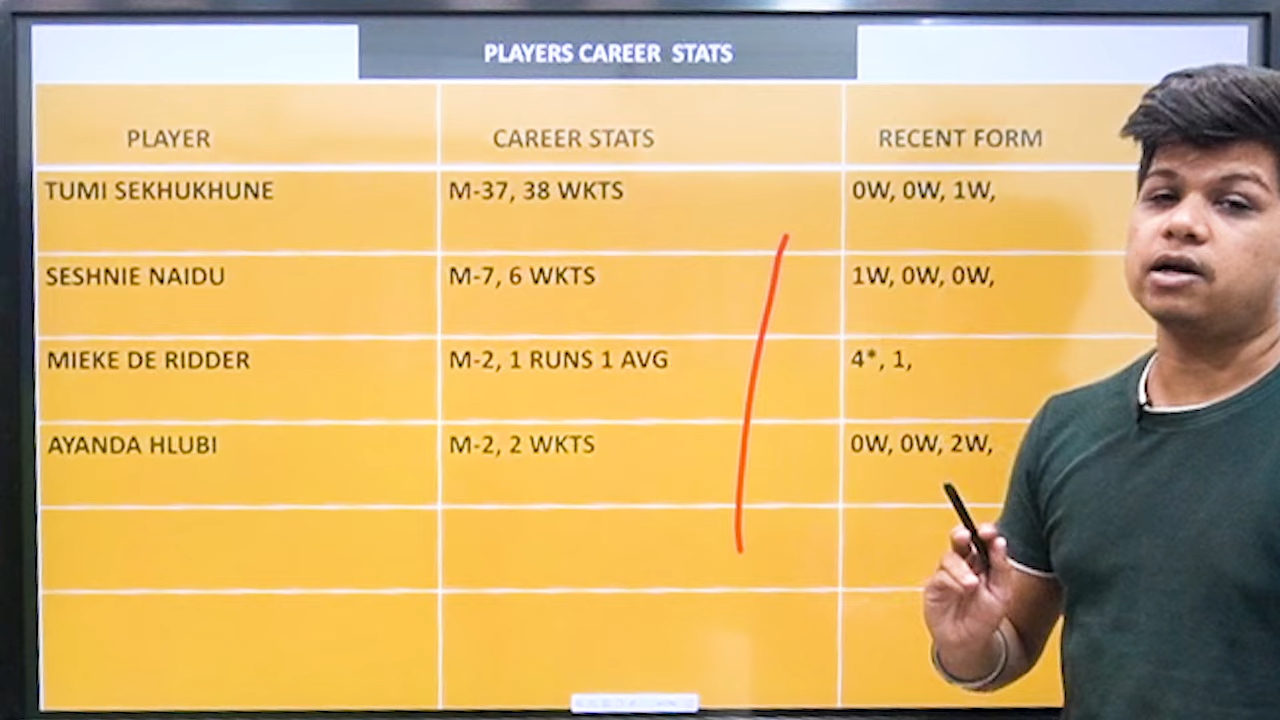 PLAYERS CAREER STATS
PLAYER CAREER STATS RECENT FORM
TUMI SEKHUKHUNE M-37, 38 WKTS 0W, 0W, 1W,
SESHNIE NAIDU M-7, 6 WKTS 1W, 0W, 0W,
MIEKE DE RIDDER M-2, 1 RUNS 1 AVG 4*, 1,
AYANDA HLUBI M-2, 2 WKTS 0W, 0W, 2W,